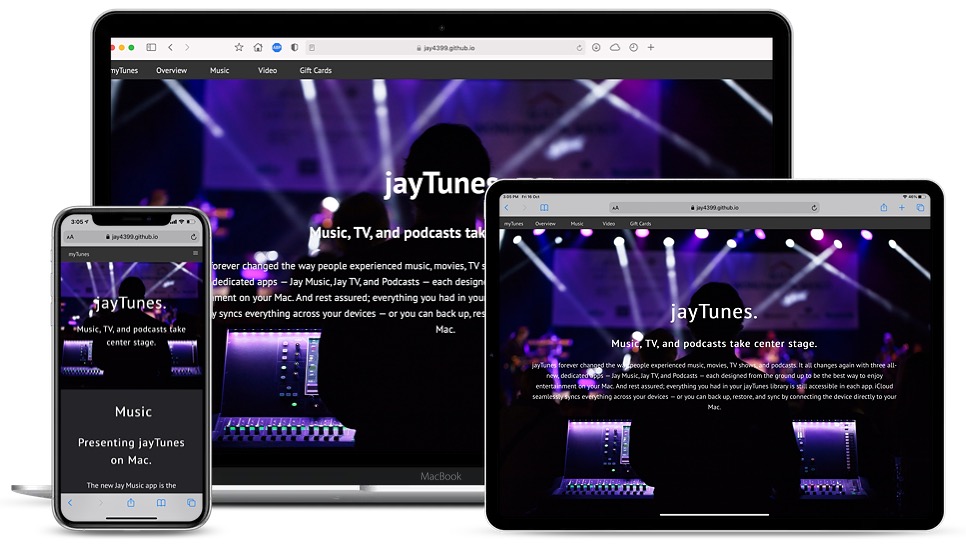 jay4399.github.io
myTunes Overview Music Video Gift Cards
jayTunes.
Music, TV, and podcasts tak
forever changed the way people experienced music, movies, TV s
dedicated apps — Jay Music, Jay TV, and Podcasts — each design
nment on your Mac. And rest assured; everything you had in your
y syncs everything across your devices — or you can back up, res
Mac.
MacBook
3:05
AA jay4399.github.io
myTunes
jayTunes.
Music, TV, and podcasts take
center stage.
Music
Presenting jayTunes
on Mac.
The new Jay Music app is the
3:05 PM Fri 16 Oct 46%
AA jay4399.github.io
myTunes Overview Music Video Gift Cards
jayTunes.
Music, TV, and podcasts take center stage.
jayTunes forever changed the way people experienced music, movies, TV shows, and podcasts. It all changes again with three all-
new, dedicated apps — Jay Music, Jay TV, and Podcasts — each designed from the ground up to be the best way to enjoy
entertainment on your Mac. And rest assured; everything you had in your jayTunes library is still accessible in each app. iCloud
seamlessly syncs everything across your devices — or you can back up, restore, and sync by connecting the device directly to your
Mac.